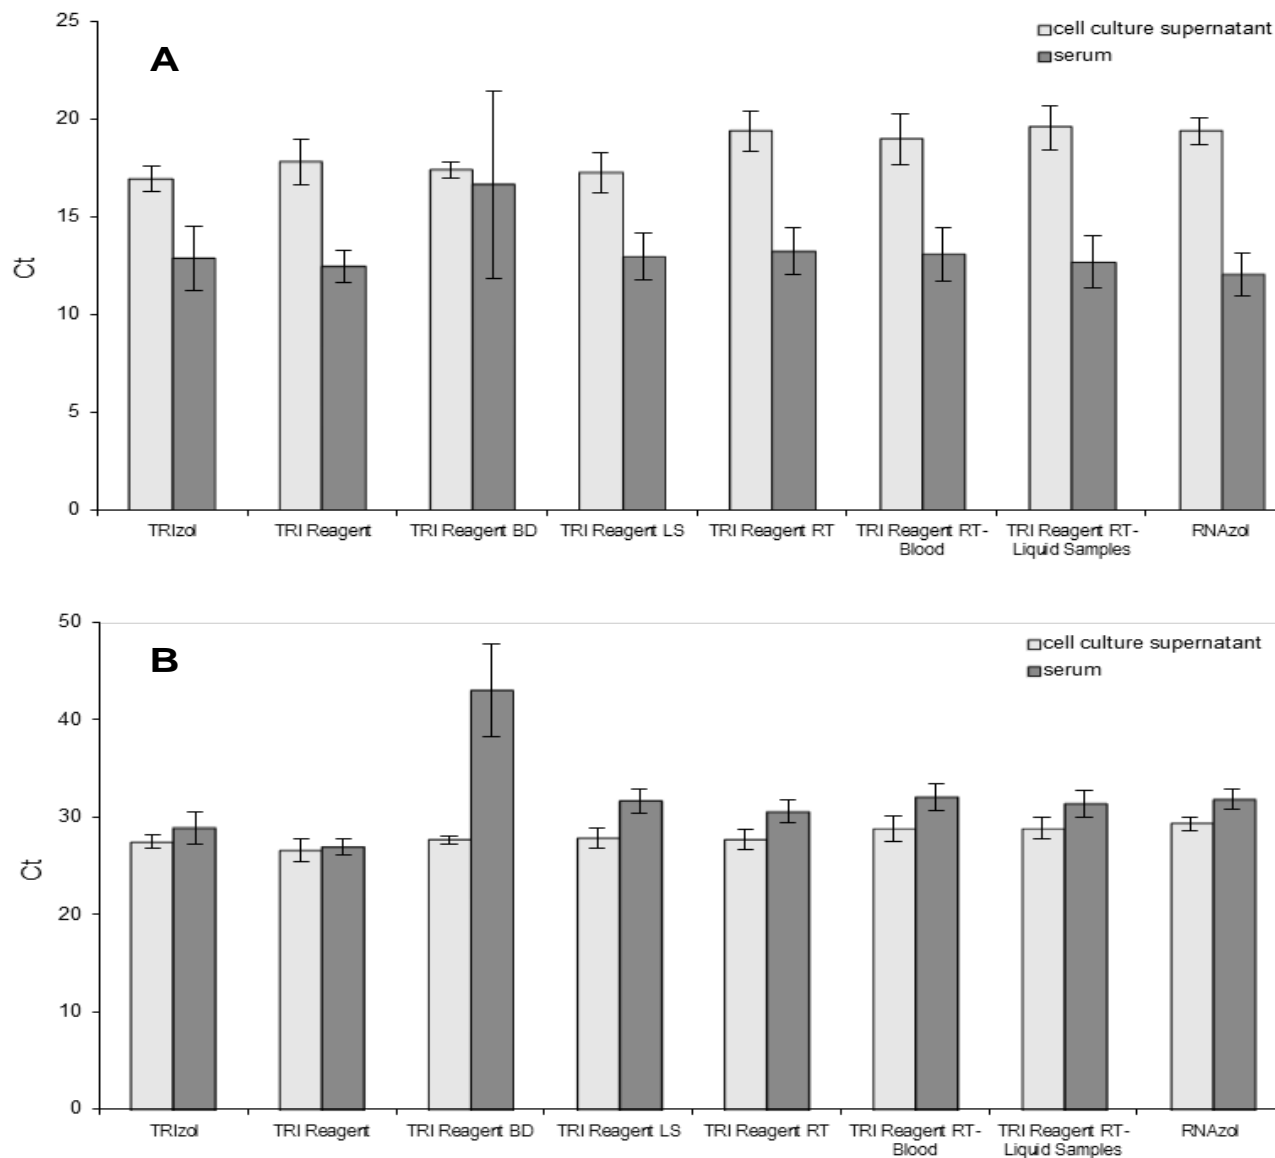 25
20
15
10
5
0
Ct
A
cell culture supernatant
serum
TRIzol
TRI Reagent
TRI Reagent BD
TRI Reagent LS
TRI Reagent RT
TRI Reagent RT-
Blood
TRI Reagent RT-
Liquid Samples
RNAzol
50
40
30
20
10
0
Ct
B
cell culture supernatant
serum
TRIzol
TRI Reagent
TRI Reagent BD
TRI Reagent LS
TRI Reagent RT
TRI Reagent RT-
Blood
TRI Reagent RT-
Liquid Samples
RNAzol